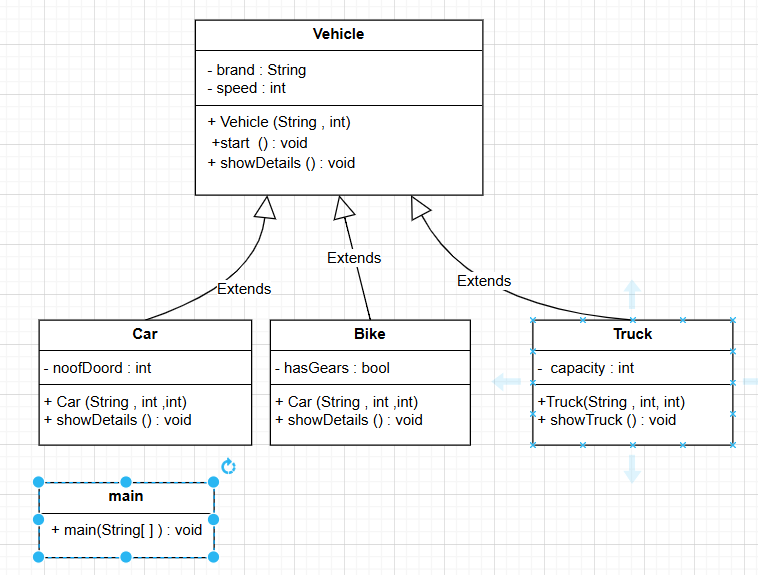 Vehicle
- brand : String
- speed : int
+ Vehicle (String , int)
+start () : void
+ showDetails () : void
Extends
Extends
Extends
Car
- noofDoord : int
+ Car (String , int ,int)
+ showDetails () : void
Bike
- hasGears : bool
+ Car (String , int ,int)
+ showDetails () : void
Truck
- capacity : int
+Truck(String , int, int)
+ showTruck () : void
main
+ main(String[ ] ) : void